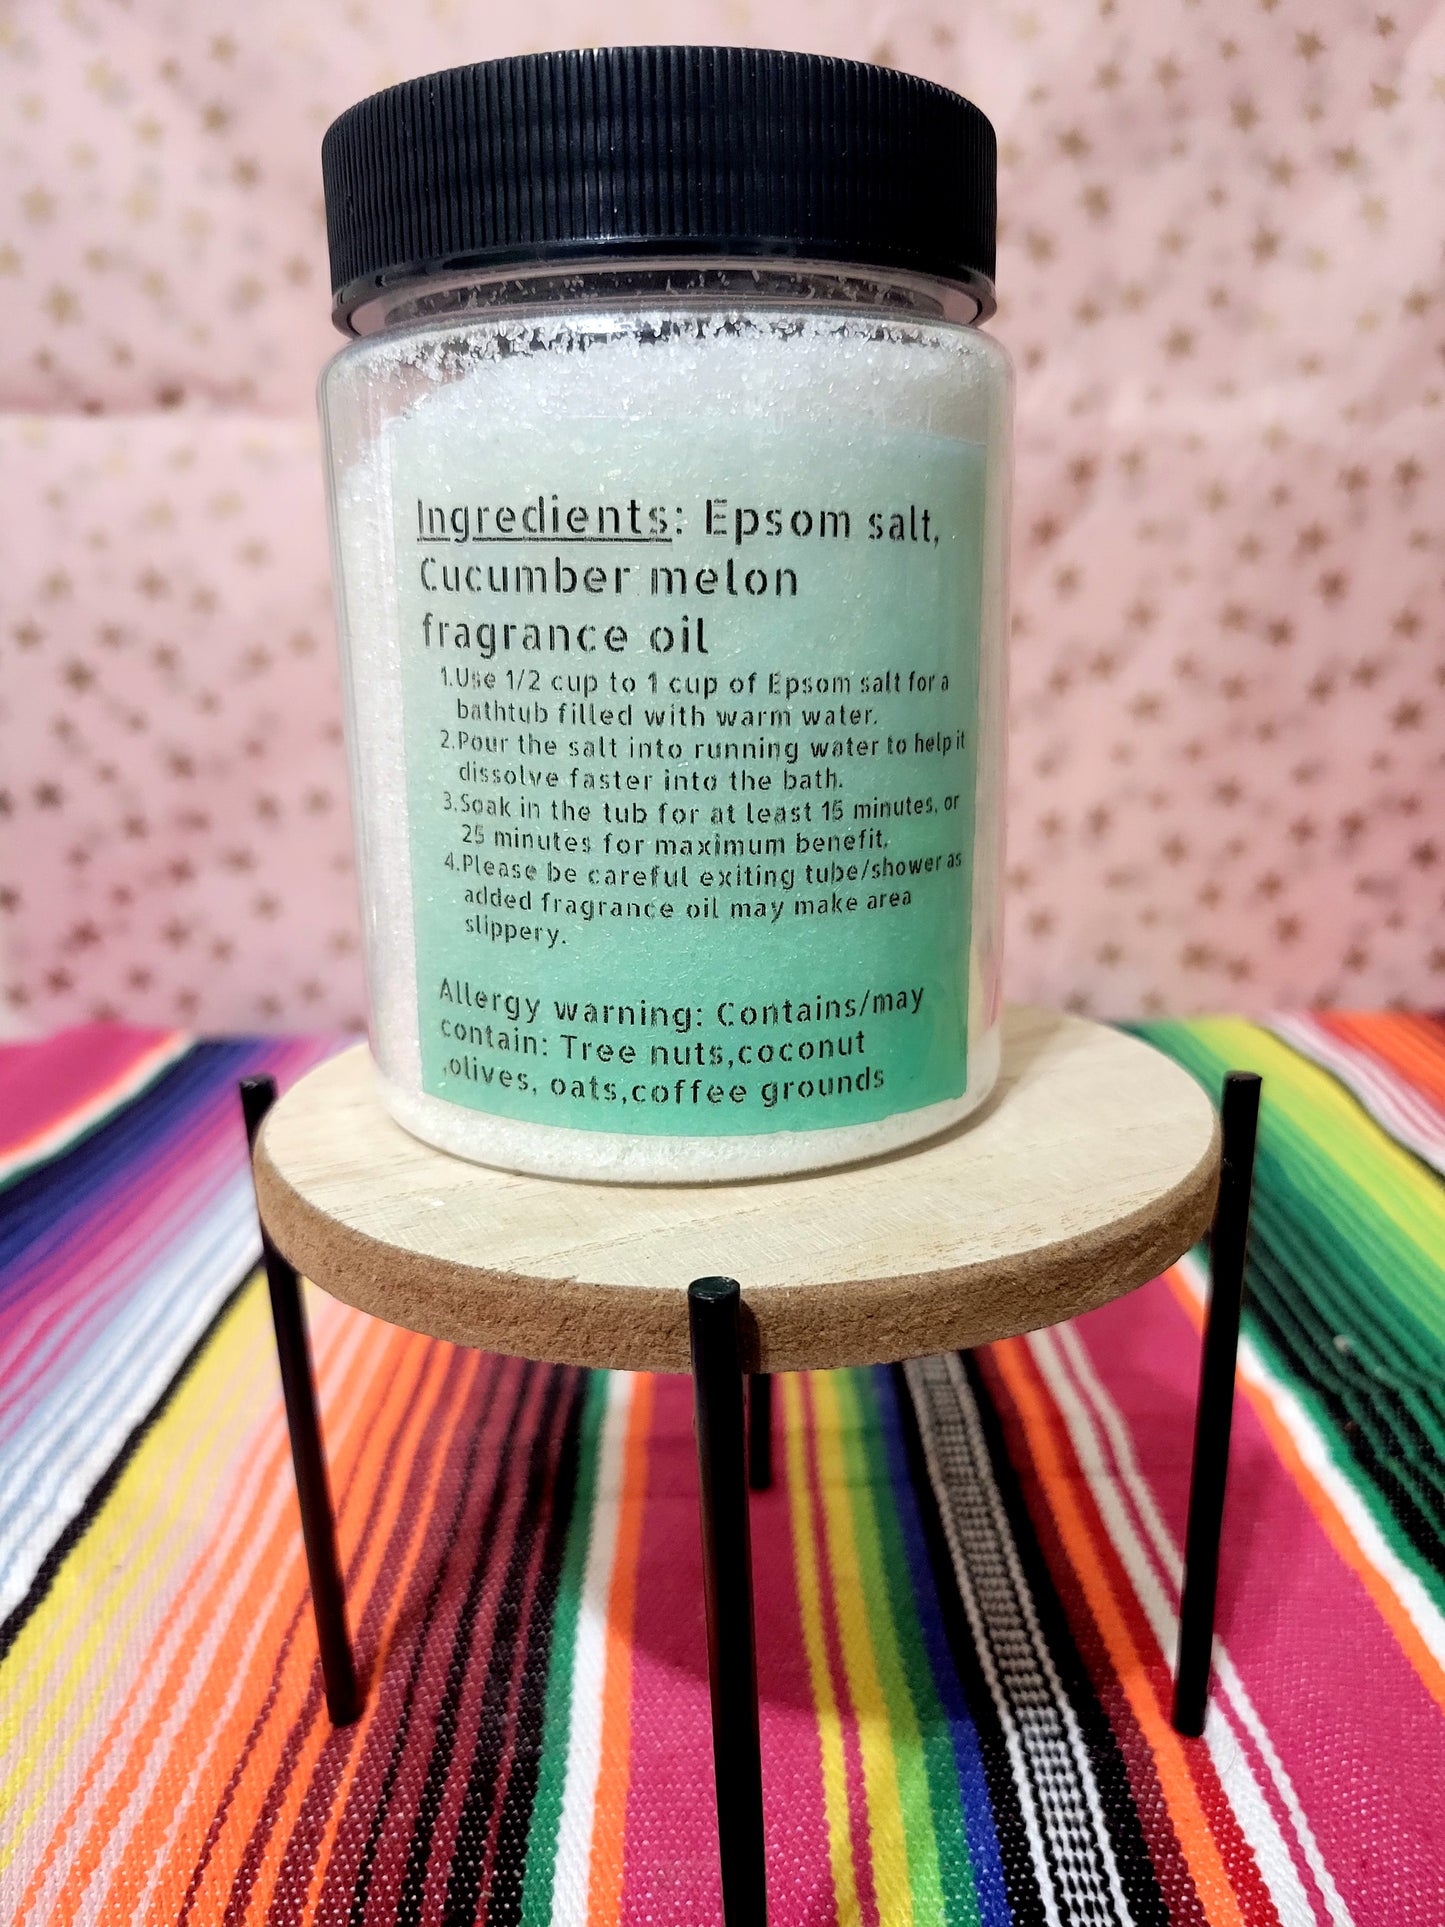 Ingredients: Epsom salt,
Cucumber melon
fragrance oil
1.Use 1/2 cup to 1 cup of Epsom salt for a
bathtub filled with warm water.
2.Pour the salt into running water to help it
dissolve faster into the bath.
3.Soak in the tub for at least 15 minutes, or
25 minutes for maximum benefit.
4.Please be careful exiting tube/shower as
added fragrance oil may make area
slippery.
Allergy warning: Contains/may
contain: Tree nuts,coconut
,olives, oats,coffee grounds